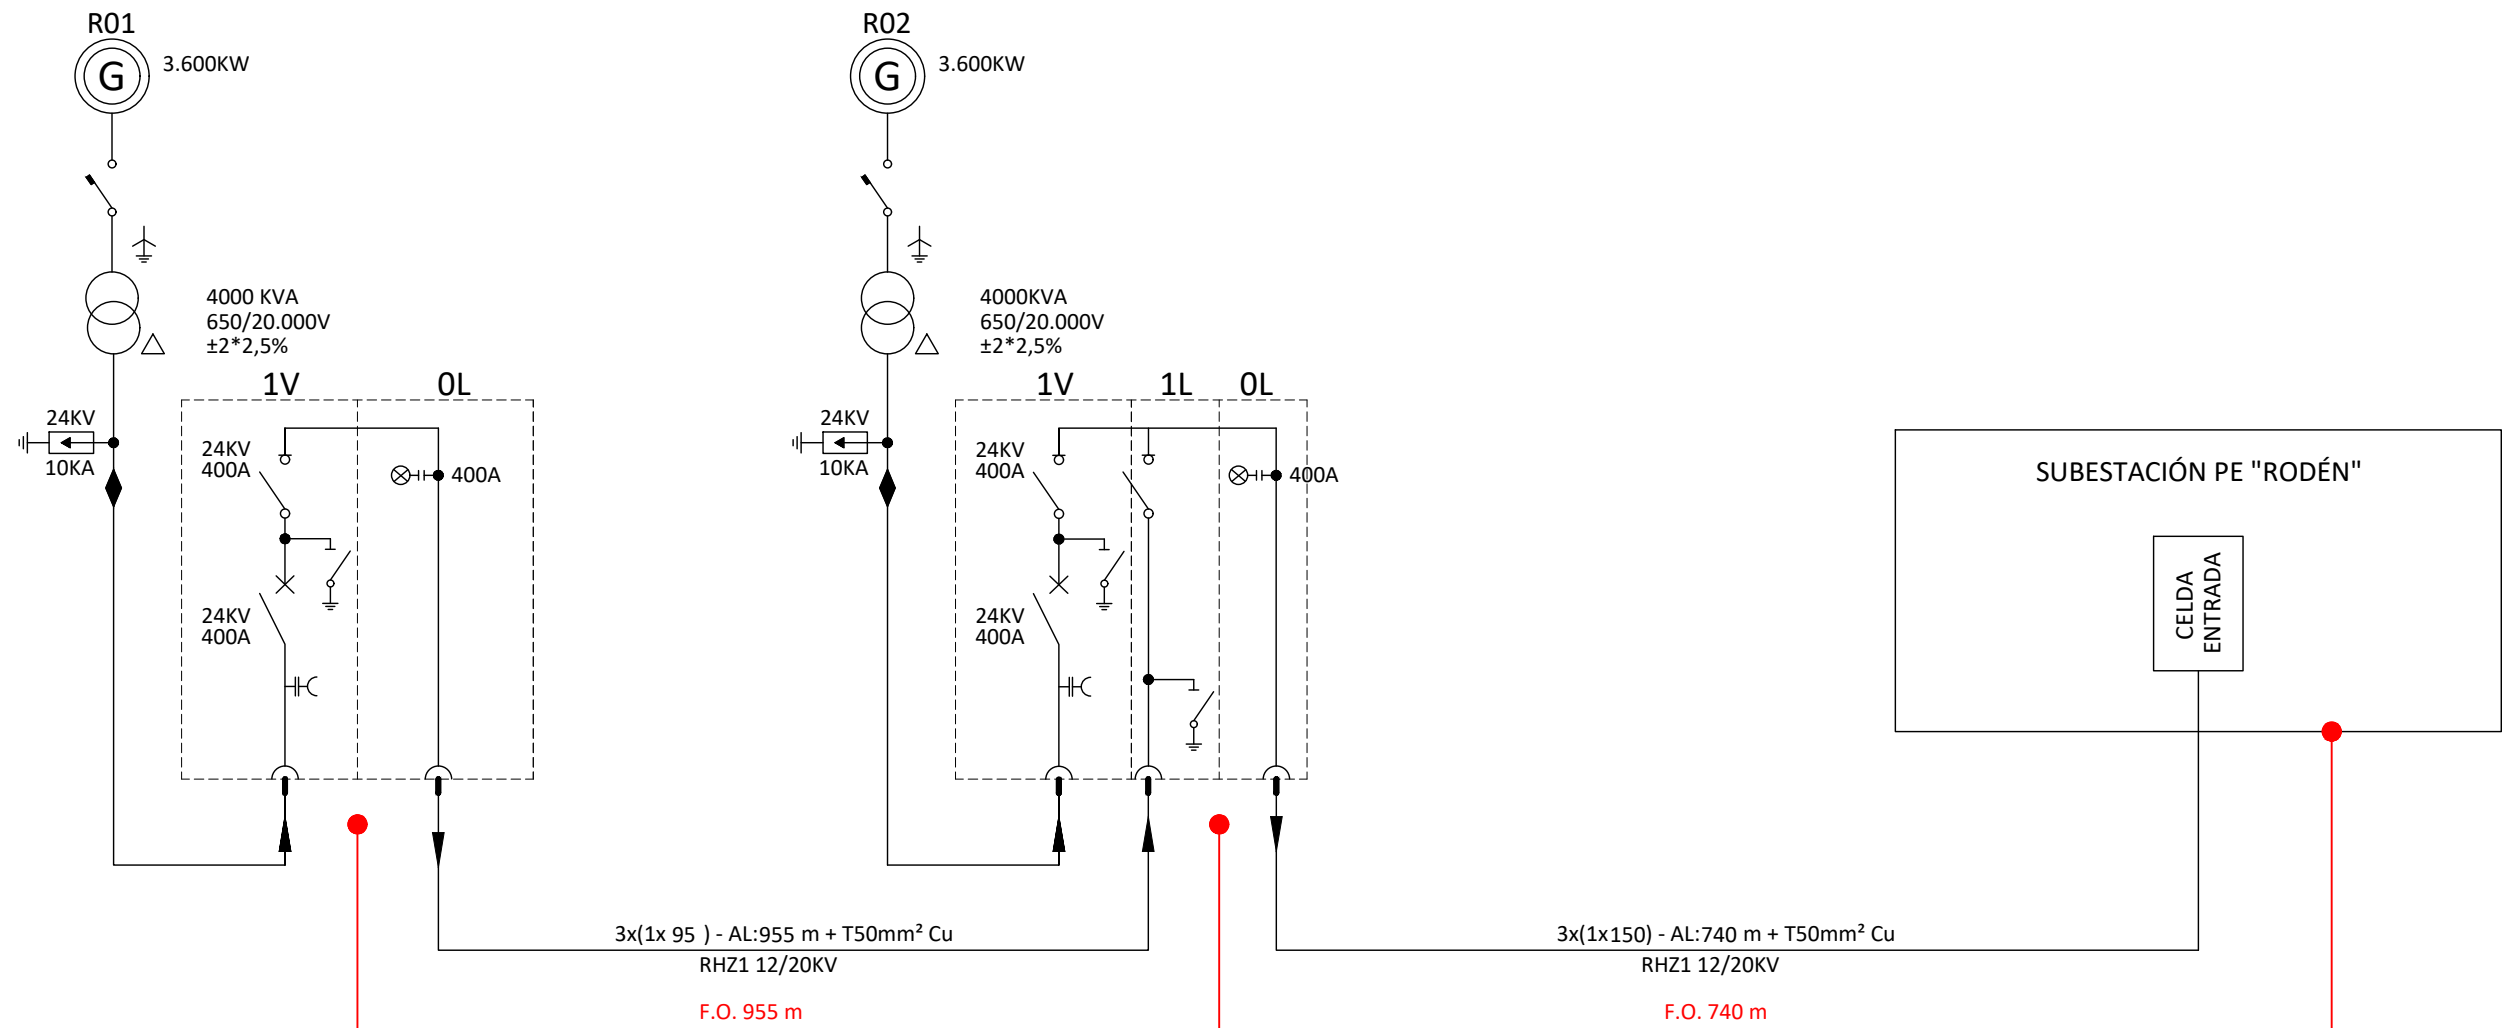 R01
G
3.600KW
R02
G
3.600KW
4000 KVA
650/20.000V
±2*2,5%
4000KVA
650/20.000V
±2*2,5%
1V
0L
1V
1L
0L
24KV
10KA
24KV
400A
400A
24KV
400A
24KV
10KA
24KV
400A
400A
24KV
400A
SUBESTACIÓN PE "RODÉN"
CELDA
ENTRADA
3x(1x 95 ) - AL:955 m + T50mm² Cu
RHZ1 12/20KV
F.O. 955 m
3x(1x150) - AL:740 m + T50mm² Cu
RHZ1 12/20KV
F.O. 740 m